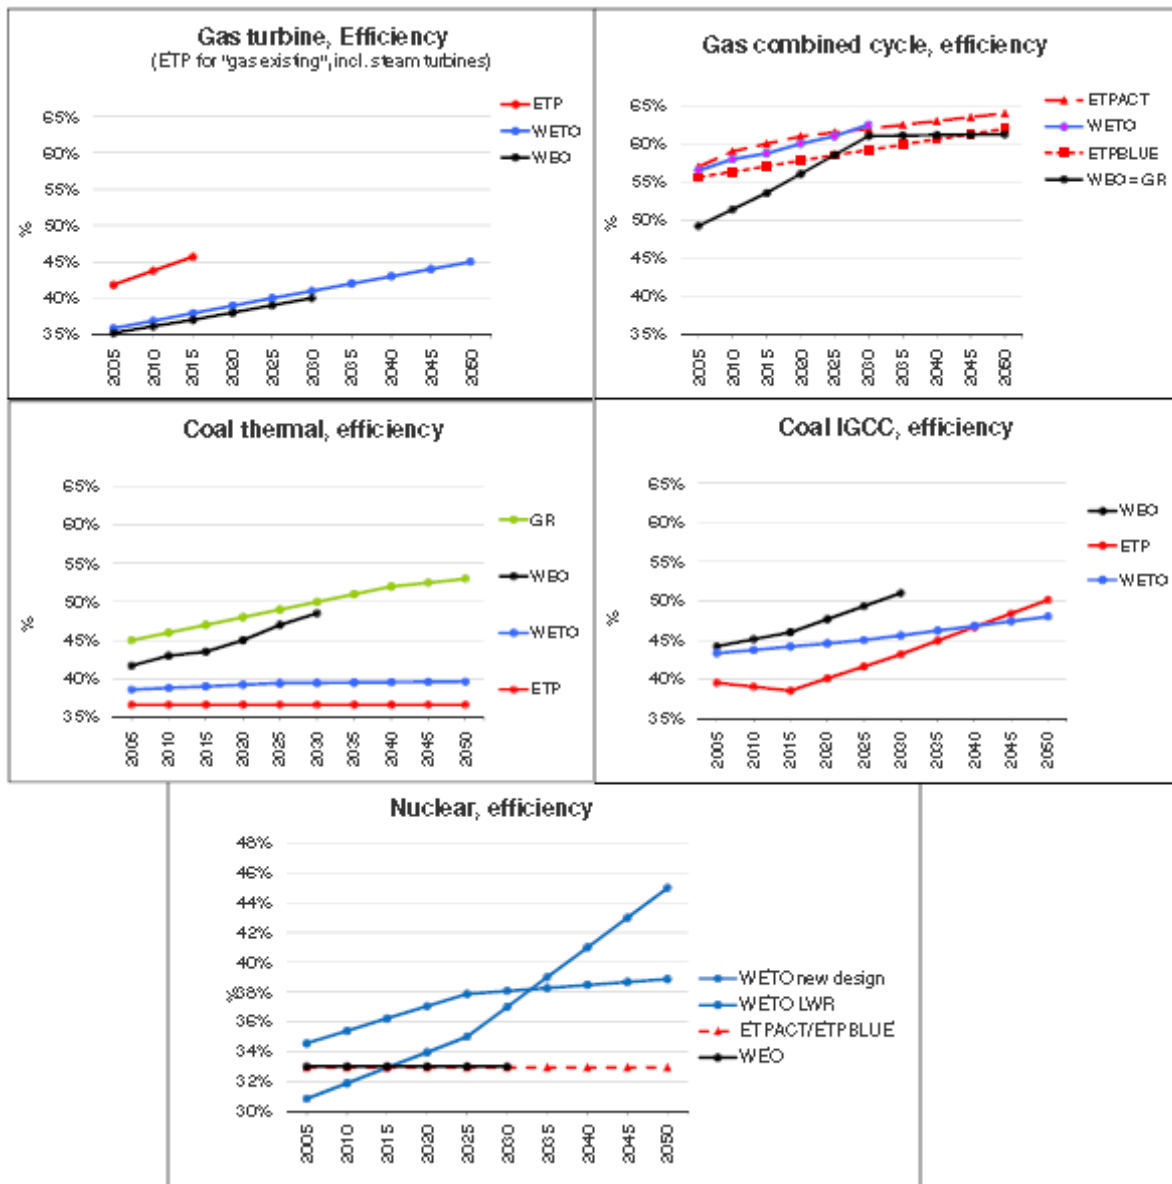 Gas turbine, Efficiency
(ETP for "gas existing", incl. steam turbines)
65%
60%
55%
50%
45%
40%
35%
%
2005 2010 2015 2020 2025 2030 2035 2040 2045 2050
ETP
WETO
WEO
Gas combined cycle, efficiency
65%
60%
55%
50%
45%
40%
35%
%
2005 2010 2015 2020 2025 2030 2035 2040 2045 2050
ETPACT
WETO
ETPBLUE
WEO=GR
Coal thermal, efficiency
65%
60%
55%
50%
45%
40%
35%
%
2005 2010 2015 2020 2025 2030 2035 2040 2045 2050
GR
WEO
WETO
ETP
Coal IGCC, efficiency
65%
60%
55%
50%
45%
40%
35%
%
2005 2010 2015 2020 2025 2030 2035 2040 2045 2050
WEO
ETP
WETO
Nuclear, efficiency
48%
46%
44%
42%
40%
38%
36%
34%
32%
30%
%
2005 2010 2015 2020 2025 2030 2035 2040 2045 2050
WETO new design
WETO LWR
ETPACT/ETPBLUE
WEO